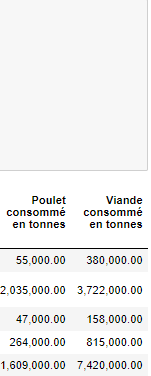 Poulet Viande
consommé consommé
en tonnes en tonnes
55,000.00 380,000.00
2,035,000.00 3,722,000.00
47,000.00 158,000.00
264,000.00 815,000.00
1,609,000.00 7,420,000.00